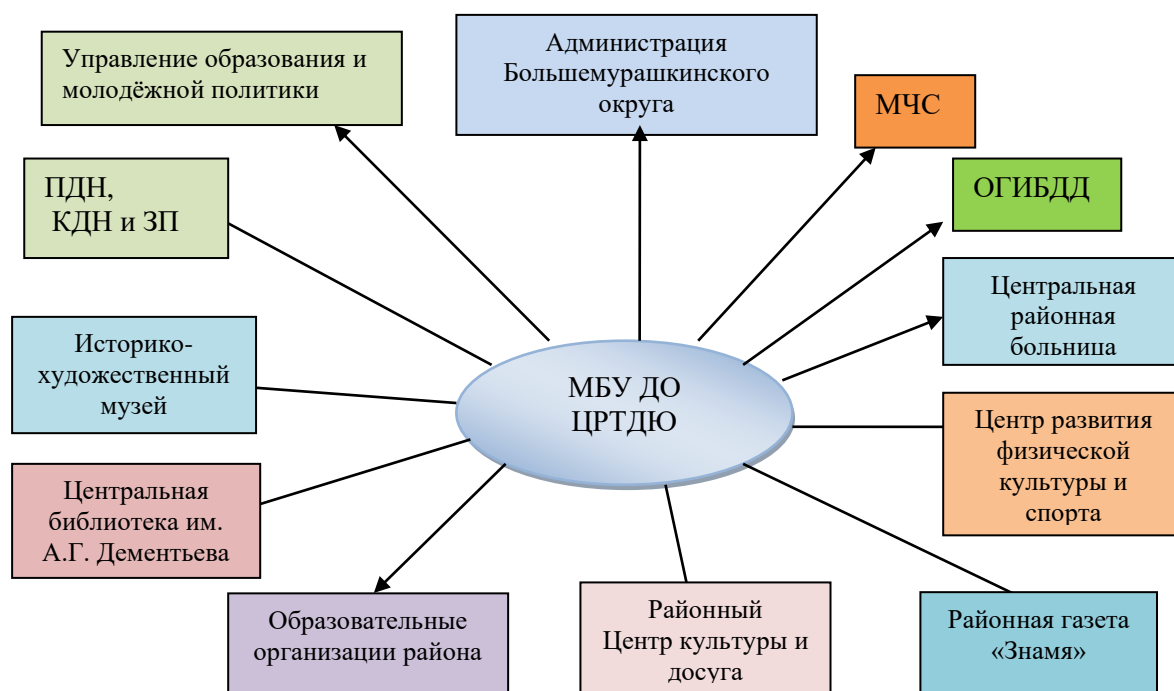 Управление образования и
молодёжной политики
Администрация
Большемурашкинского
округа
МЧС
ПДН,
КДН и ЗП
ОГИБДД
Центральная
районная
больница
Историко-
художественный
музей
МБУ ДО
ЦРТДЮ
Центр развития
физической
культуры и
спорта
Центральная
библиотека им.
А.Г. Дементьева
Образовательные
организации района
Районный
Центр культуры и
досуга
Районная газета
«Знамя»